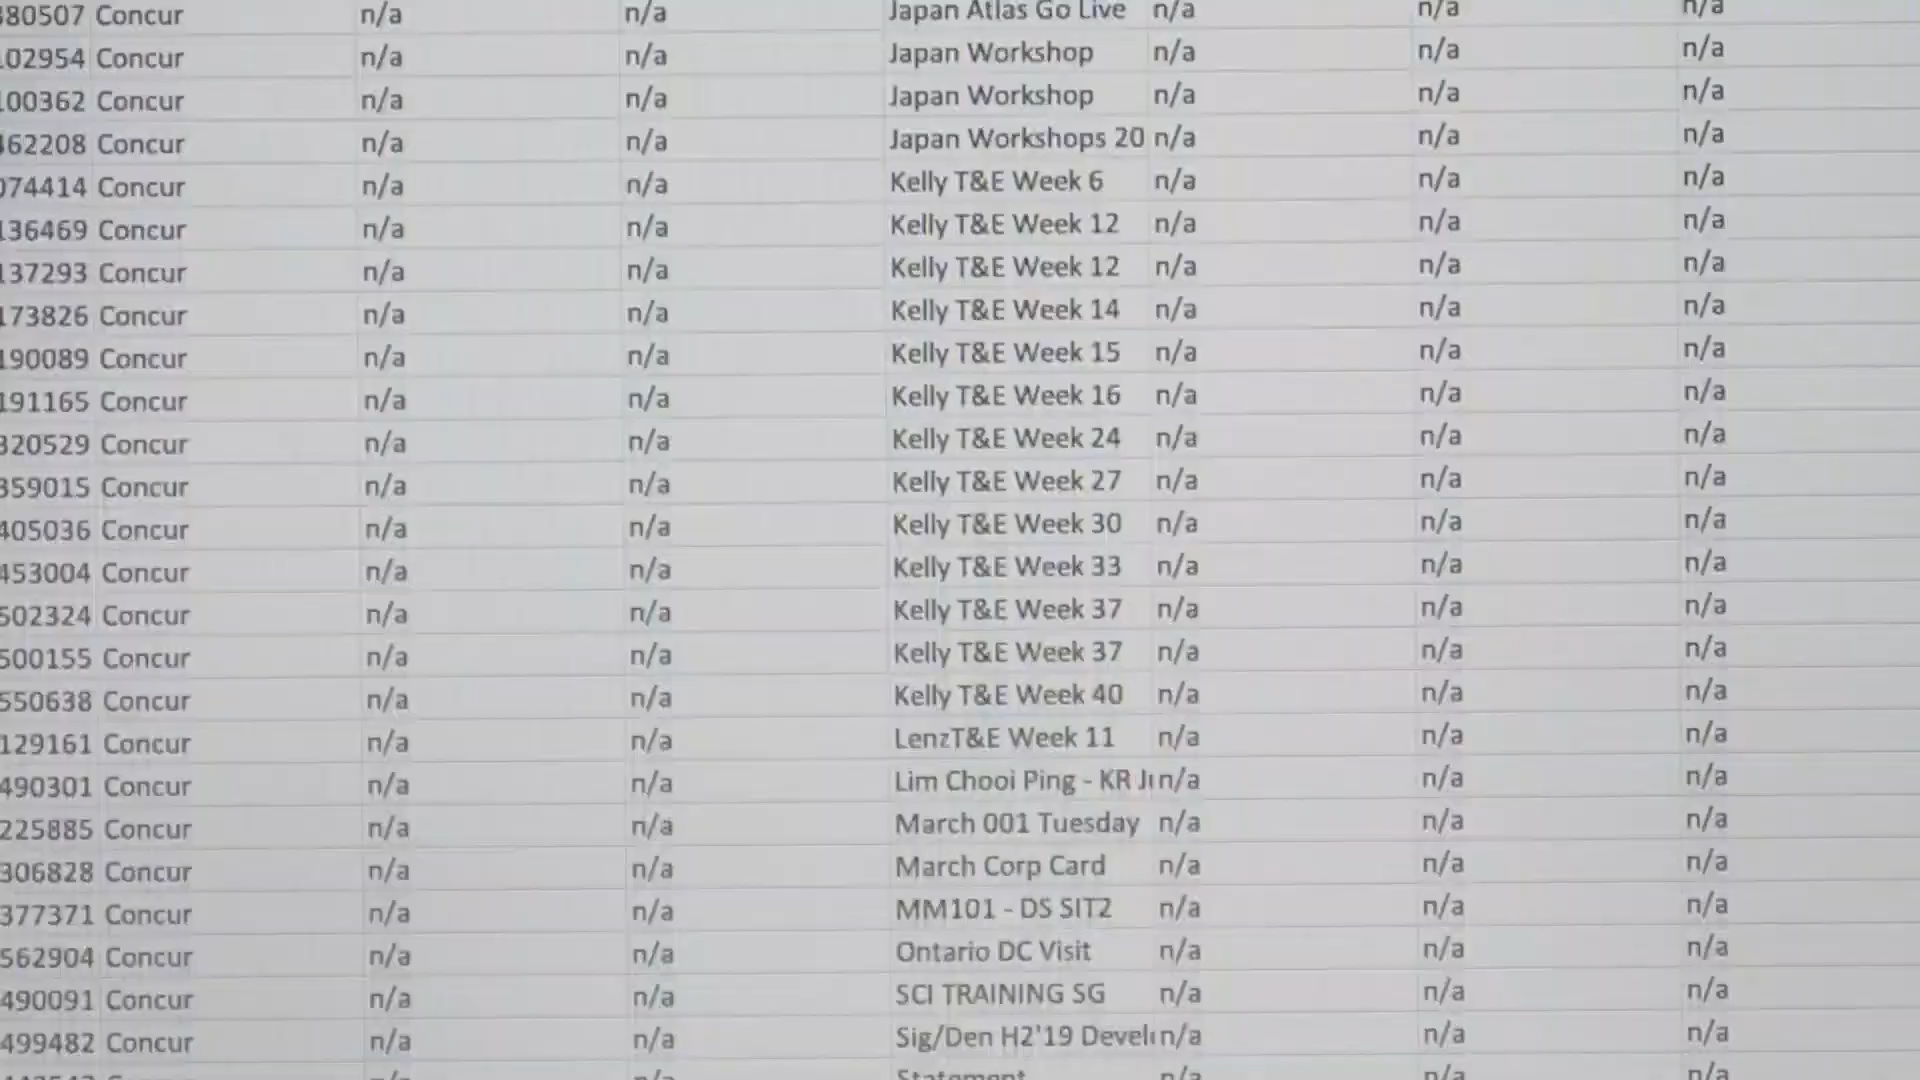 380507 Concur n/a n/a Japan Atlas Go Live n/a n/a n/a
102954 Concur n/a n/a Japan Workshop n/a n/a n/a
100362 Concur n/a n/a Japan Workshop n/a n/a n/a
462208 Concur n/a n/a Japan Workshops 20 n/a n/a n/a
074414 Concur n/a n/a Kelly T&E Week 6 n/a n/a n/a
136469 Concur n/a n/a Kelly T&E Week 12 n/a n/a n/a
137293 Concur n/a n/a Kelly T&E Week 12 n/a n/a n/a
173826 Concur n/a n/a Kelly T&E Week 14 n/a n/a n/a
190089 Concur n/a n/a Kelly T&E Week 15 n/a n/a n/a
191165 Concur n/a n/a Kelly T&E Week 16 n/a n/a n/a
320529 Concur n/a n/a Kelly T&E Week 24 n/a n/a n/a
359015 Concur n/a n/a Kelly T&E Week 27 n/a n/a n/a
405036 Concur n/a n/a Kelly T&E Week 30 n/a n/a n/a
453004 Concur n/a n/a Kelly T&E Week 33 n/a n/a n/a
502324 Concur n/a n/a Kelly T&E Week 37 n/a n/a n/a
500155 Concur n/a n/a Kelly T&E Week 37 n/a n/a n/a
550638 Concur n/a n/a Kelly T&E Week 40 n/a n/a n/a
129161 Concur n/a n/a LenzT&E Week 11 n/a n/a n/a
490301 Concur n/a n/a Lim Chooi Ping - KR n/a n/a n/a
225885 Concur n/a n/a March 001 Tuesday n/a n/a n/a
306828 Concur n/a n/a March Corp Card n/a n/a n/a
377371 Concur n/a n/a MM101 - DS SIT2 n/a n/a n/a
562904 Concur n/a n/a Ontario DC Visit n/a n/a n/a
490091 Concur n/a n/a SCI TRAINING SG n/a n/a n/a
499482 Concur n/a n/a Sig/Den H2'19 Devel n/a n/a n/a
Statement n/a n/a n/a